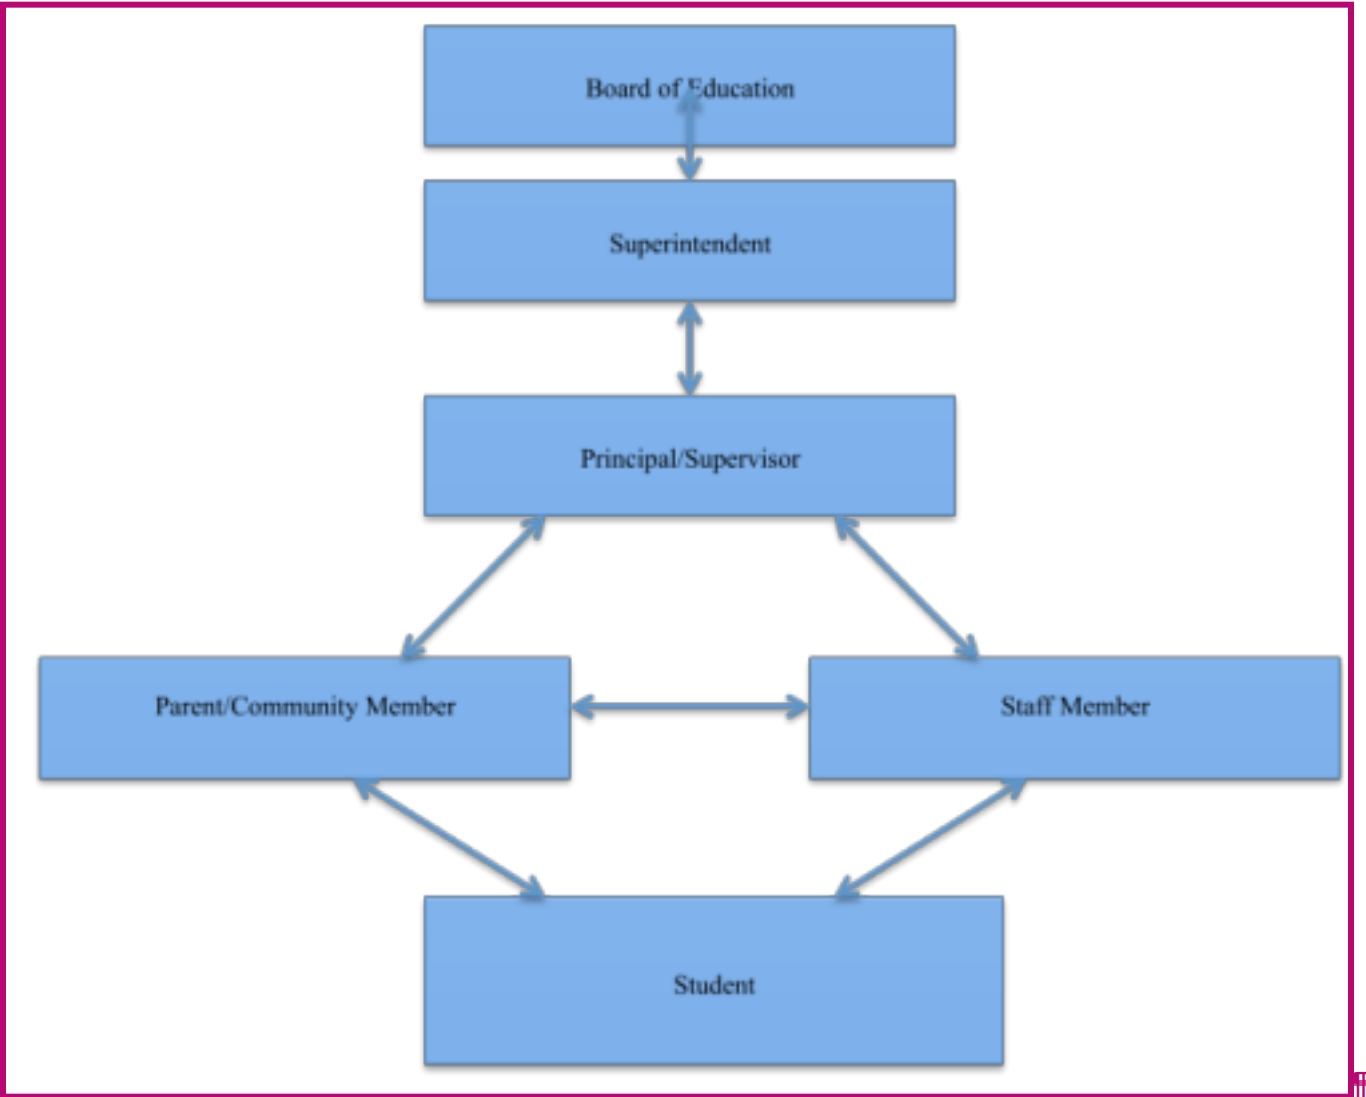 Board of Education
Superintendent
Principal/Supervisor
Parent/Community Member
Staff Member
Student